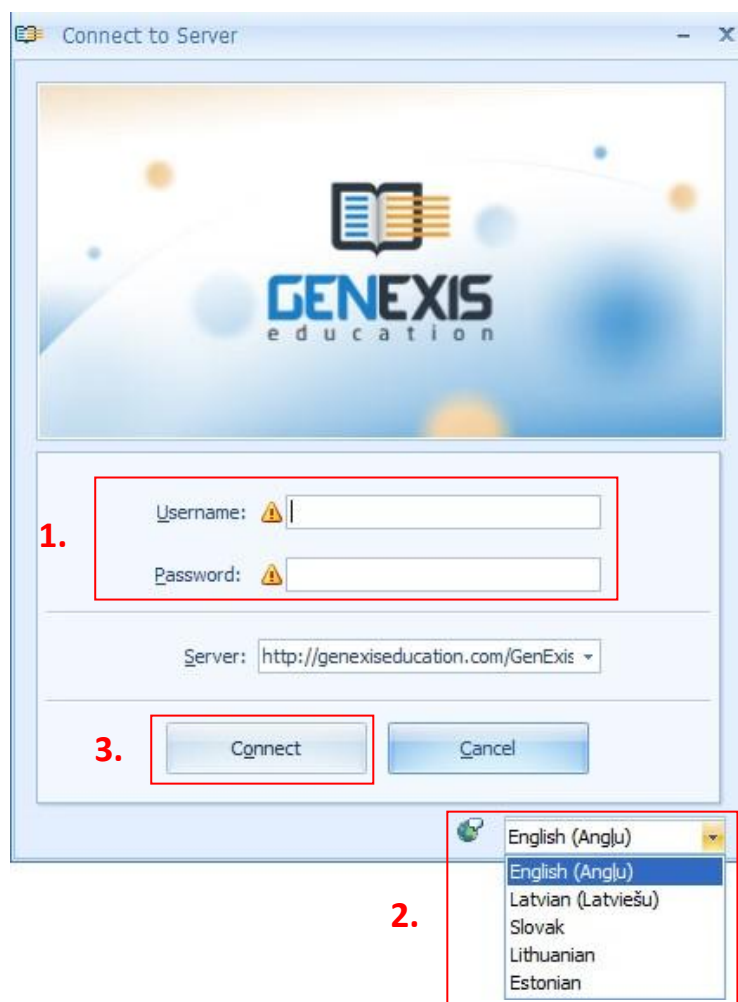 Connect to Server
GENEXIS
education
1.
Username:
Password:
Server: http://genexiseducation.com/GenExis
3.
Connect
Cancel
English (Angļu)
English (Angļu)
Latvian (Latviešu)
Slovak
Lithuanian
Estonian
2.